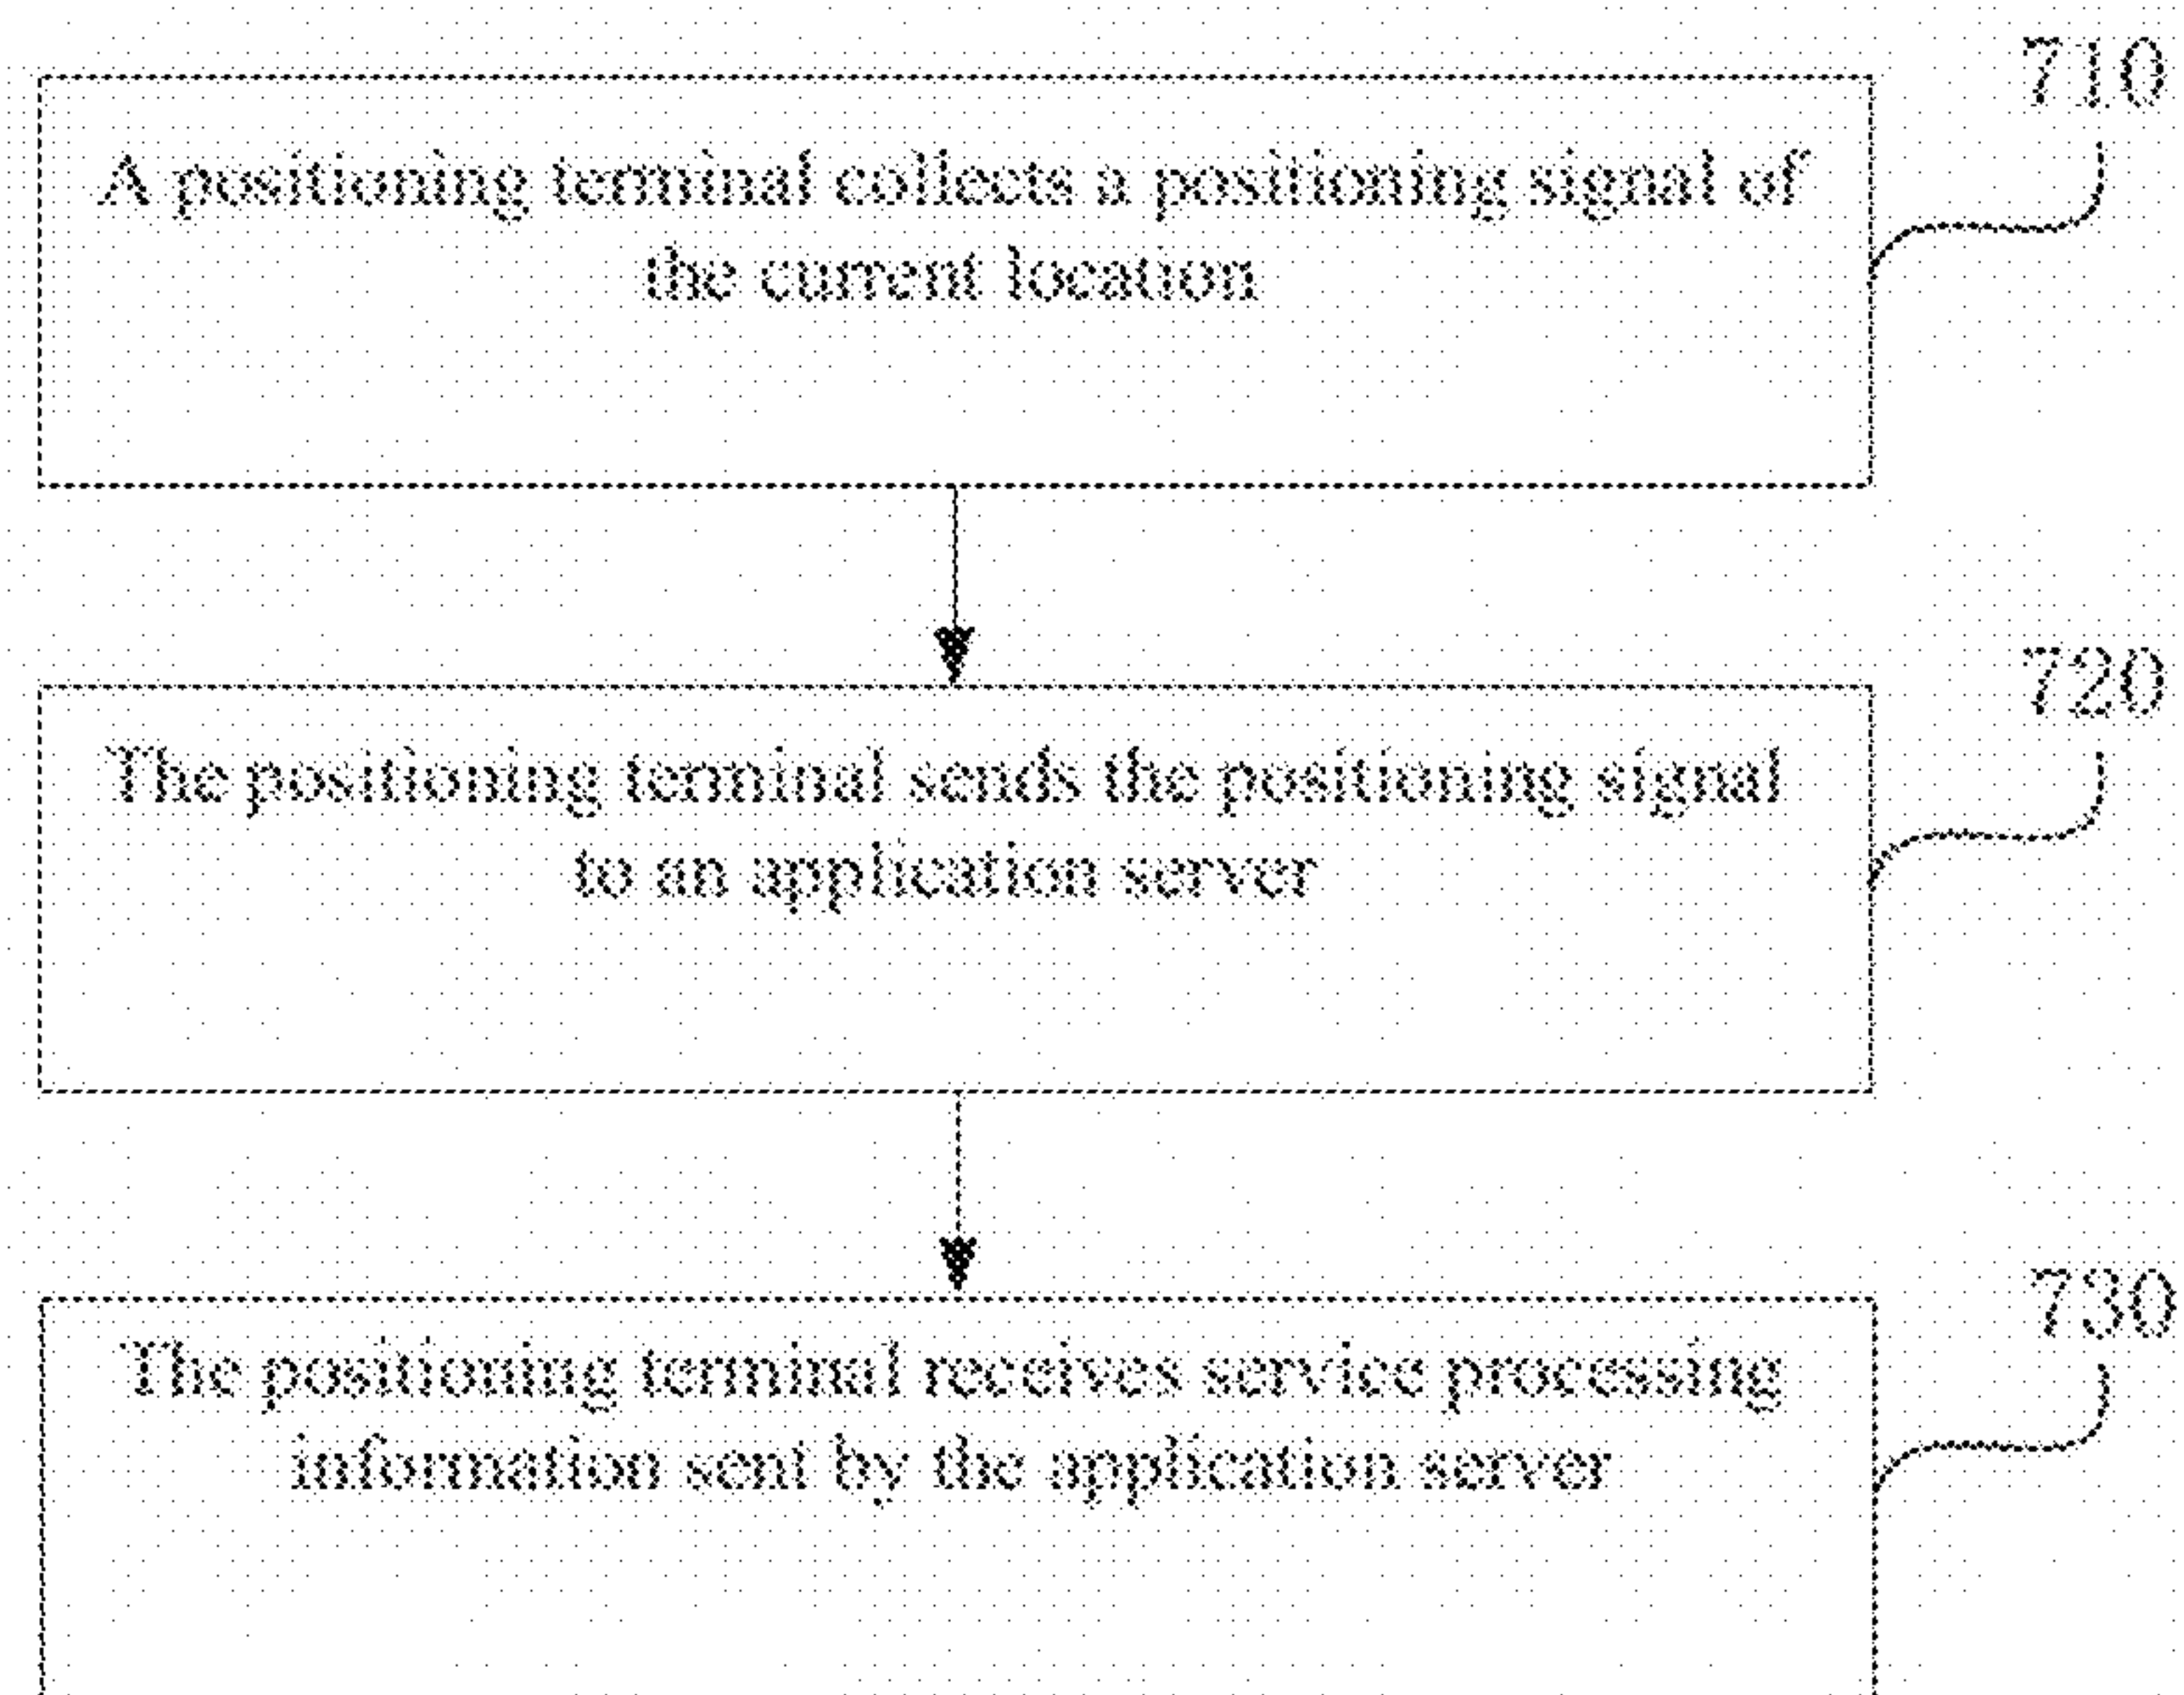 710
A positioning terminal collects a positioning signal of
the current location
720
The positioning terminal sends the positioning signal
to an application server
730
The positioning terminal receives service processing
information sent by the application server